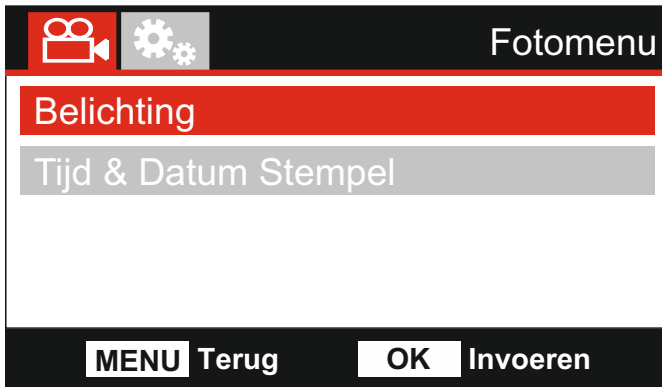 Fotomenu
Belichting
Tijd & Datum Stempel
MENU Terug OK Invoeren